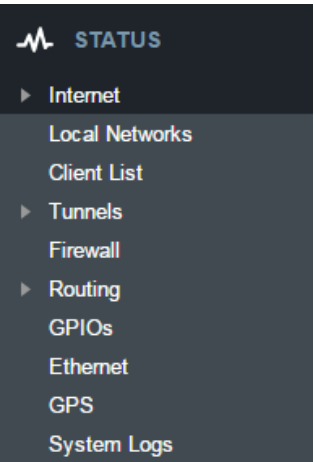 STATUS
Internet
Local Networks
Client List
Tunnels
Firewall
Routing
GPIOs
Ethernet
GPS
System Logs